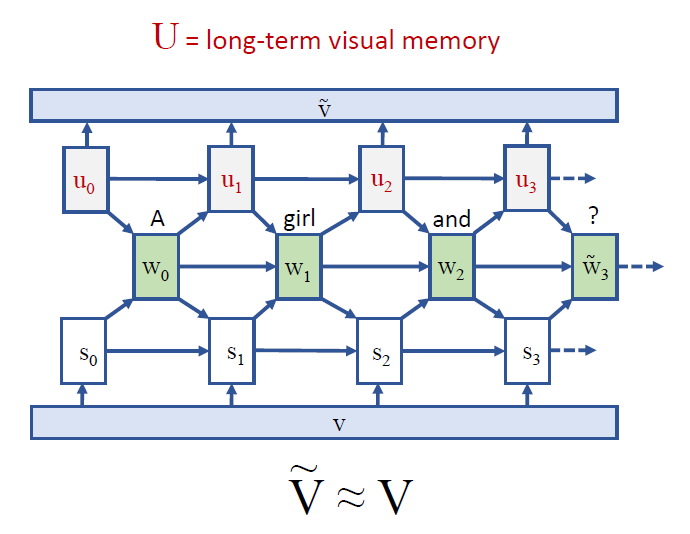 U = long-term visual memory
ṽ
u₀ u₁ u₂ u₃
A girl and ?
w₀ w₁ w₂ w̃₃
s₀ s₁ s₂ s₃
v
Ṽ ≈ V